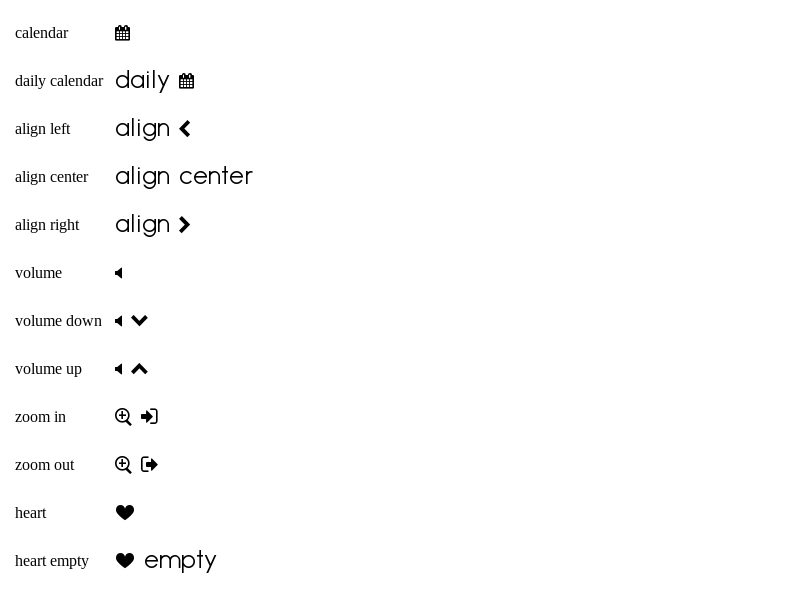 calendar
daily calendar daily
align left align
align center align center
align right align
volume
volume down
volume up
zoom in
zoom out
heart
heart empty empty